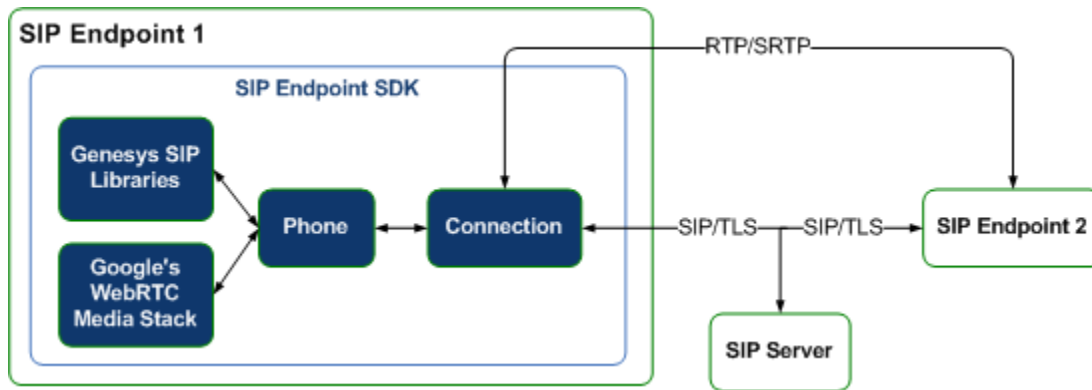 SIP Endpoint 1
RTP/SRTP
SIP Endpoint SDK
Genesys SIP
Libraries
Phone
Connection
SIP/TLS
SIP/TLS
SIP Endpoint 2
Google's
WebRTC
Media Stack
SIP Server